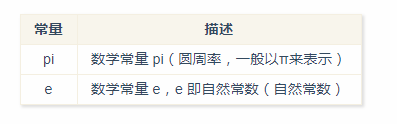 常量 描述
pi 数学常量 pi（圆周率，一般以π来表示）
e 数学常量 e，e 即自然常数（自然常数）